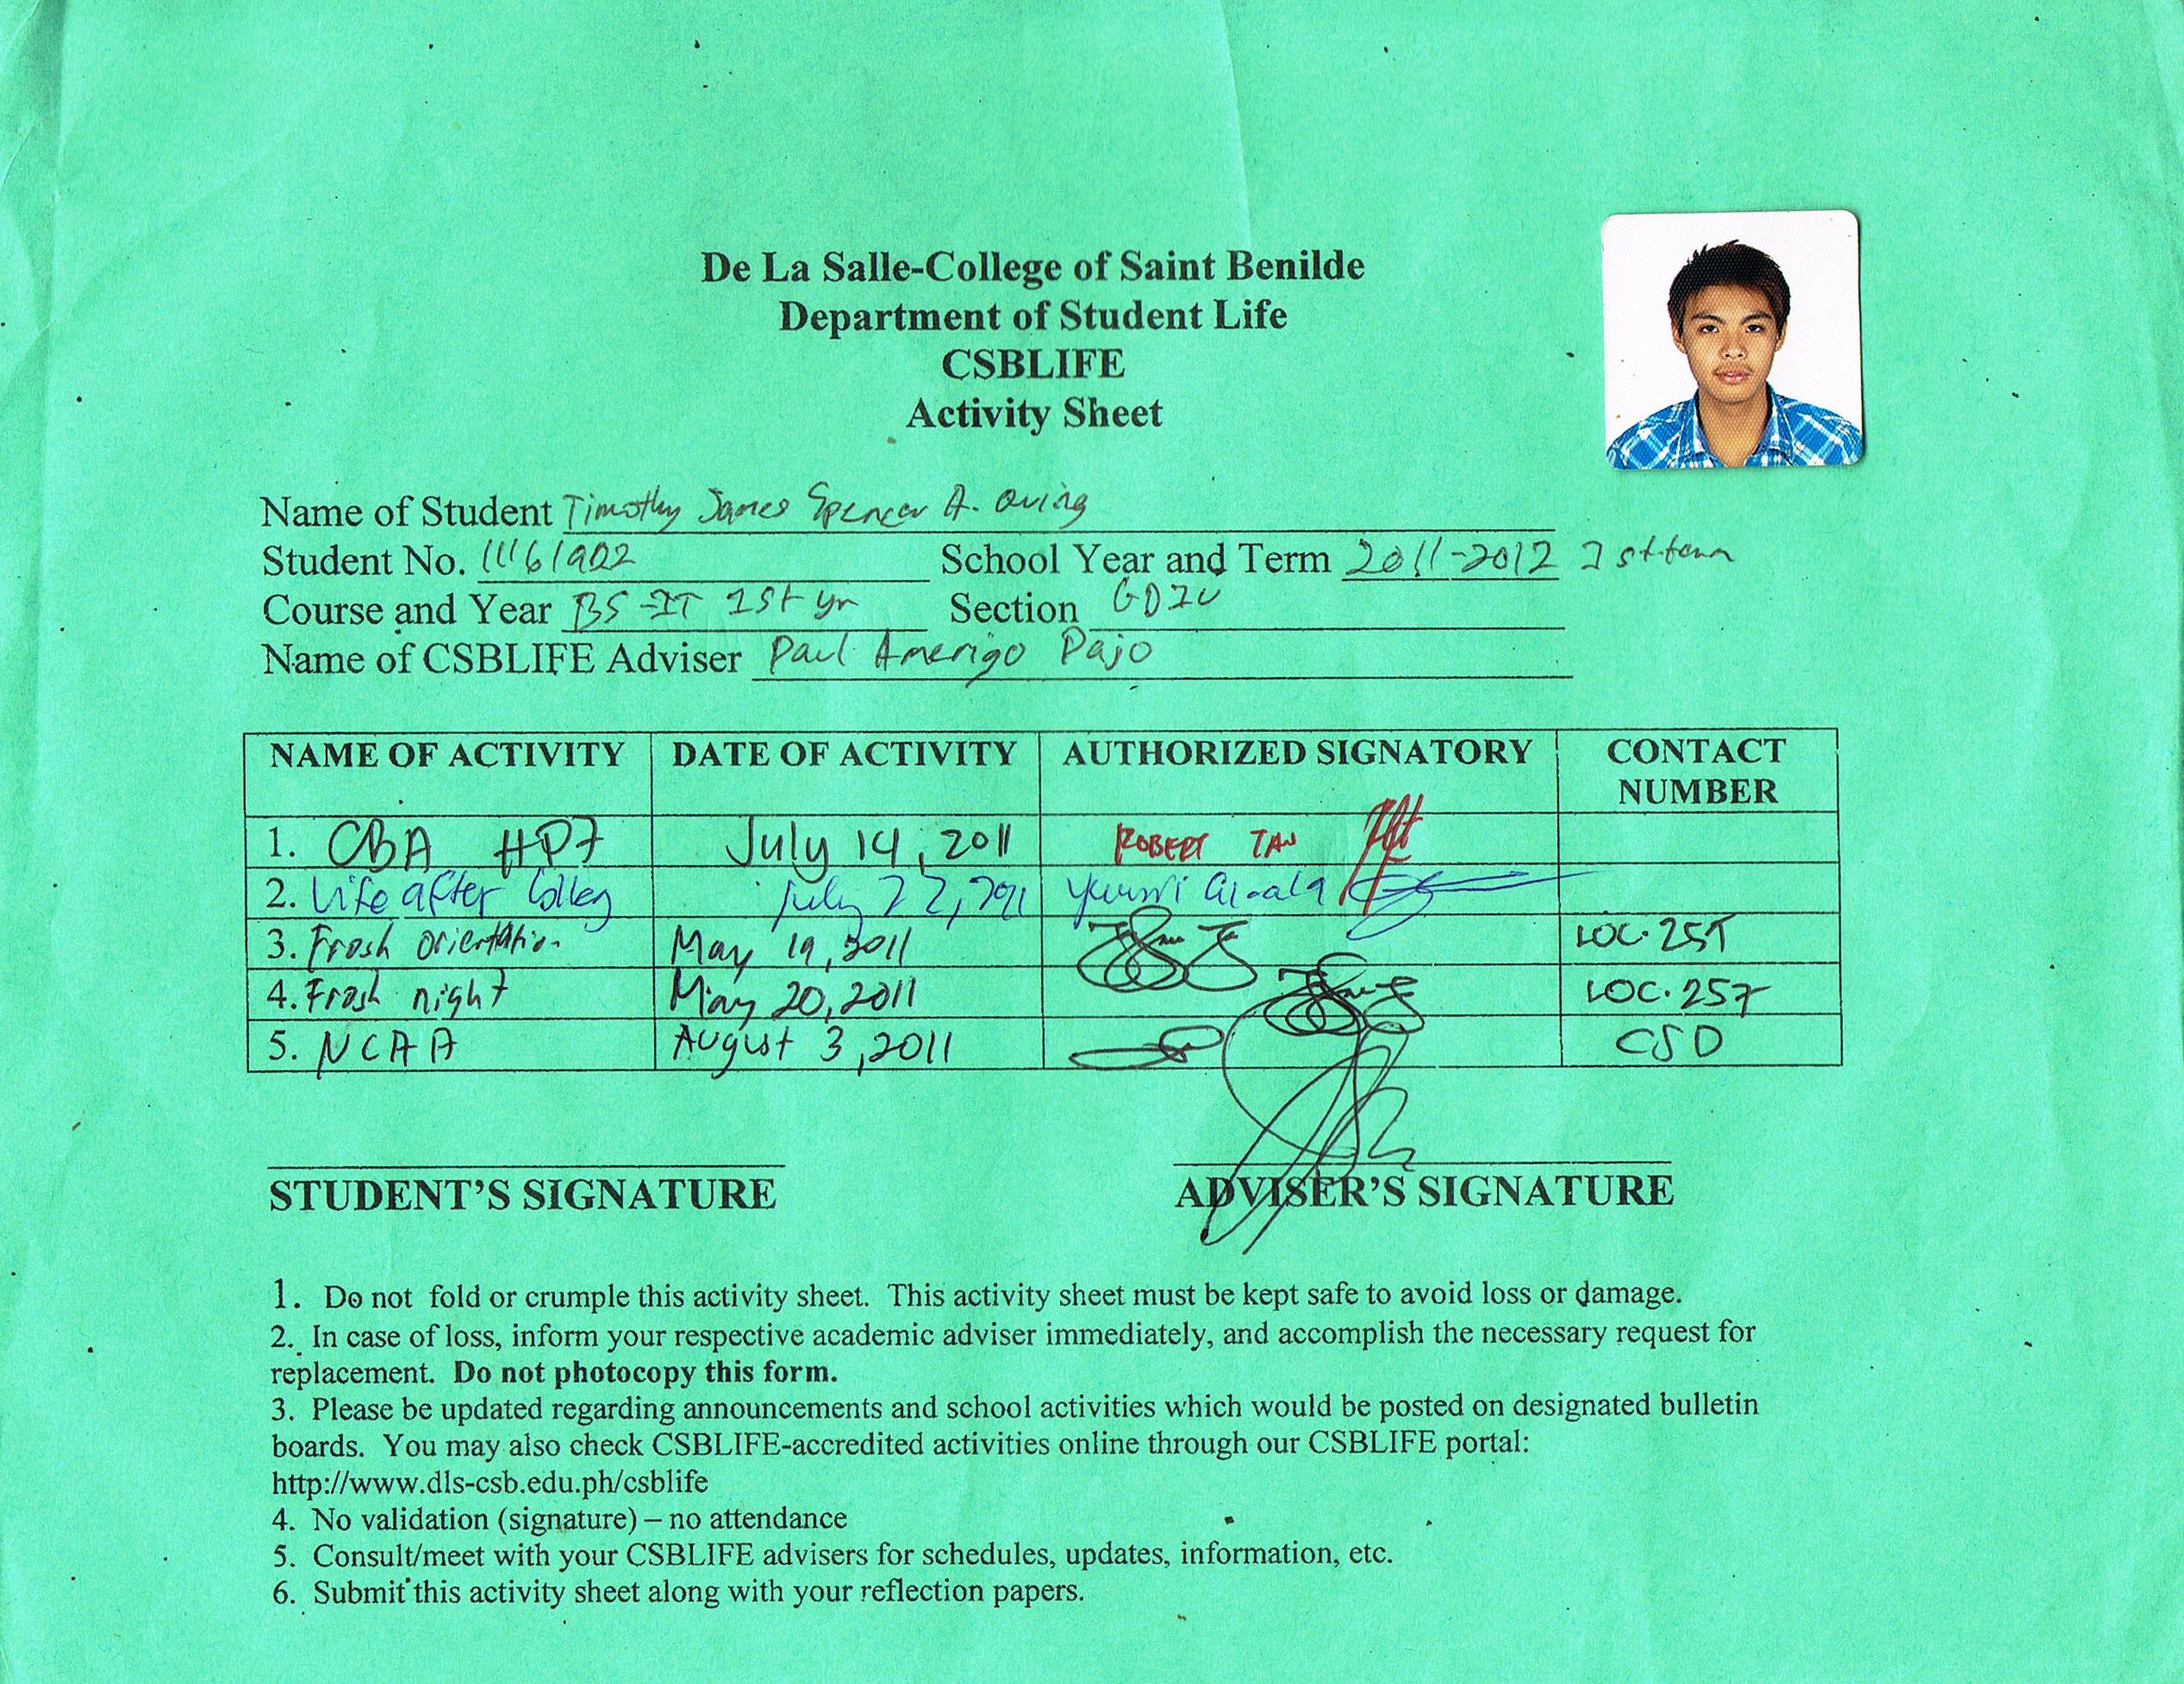 De La Salle-College of Saint Benilde
Department of Student Life
CSBLIFE
Activity Sheet
Name of Student Timothy James Spencer A.
Student No. School Year and Term 2011-2012 1st term
Course and Year BS-IT 1st yr Section
Name of CSBLIFE Adviser Paul Amerigo Pajo
NAME OF ACTIVITY DATE OF ACTIVITY AUTHORIZED SIGNATORY CONTACT NUMBER
1. CBA July 14, 2011 ROBERT TAN
2. Life after July 22,
3. Frosh orientation May 19, 2011 LOC. 257
4. Frosh night May 20, 2011 LOC. 257
5. NCAA August 3, 2011 CSO
STUDENT'S SIGNATURE ADVISER'S SIGNATURE
1. Do not fold or crumple this activity sheet. This activity sheet must be kept safe to avoid loss or damage.
2. In case of loss, inform your respective academic adviser immediately, and accomplish the necessary request for
replacement. Do not photocopy this form.
3. Please be updated regarding announcements and school activities which would be posted on designated bulletin
boards. You may also check CSBLIFE-accredited activities online through our CSBLIFE portal:
http://www.dls-csb.edu.ph/csblife
4. No validation (signature) – no attendance
5. Consult/meet with your CSBLIFE advisers for schedules, updates, information, etc.
6. Submit this activity sheet along with your reflection papers.